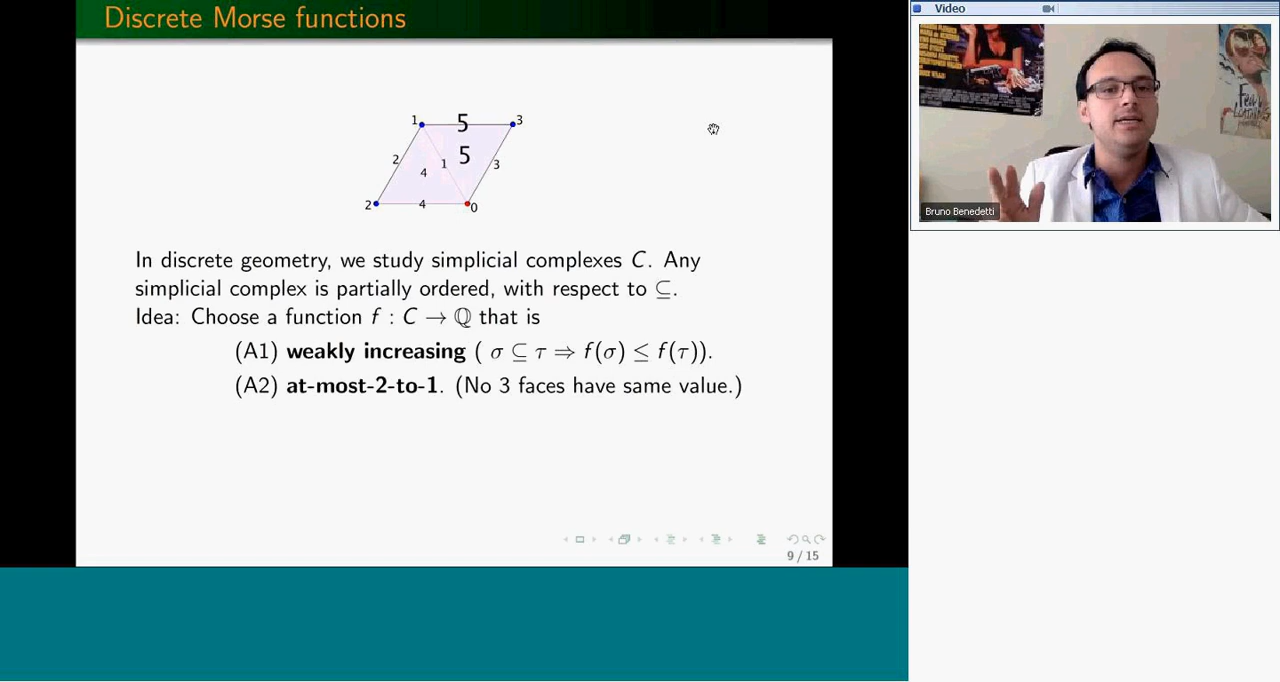 Discrete Morse functions
Video
1 5 3
2 1 5 3
4
2 4 0
Bruno Benedetti
In discrete geometry, we study simplicial complexes C. Any
simplicial complex is partially ordered, with respect to ⊆.
Idea: Choose a function f : C → ℚ that is
(A1) weakly increasing ( σ ⊆ τ ⇒ f(σ) ≤ f(τ)).
(A2) at-most-2-to-1. (No 3 faces have same value.)
9 / 15